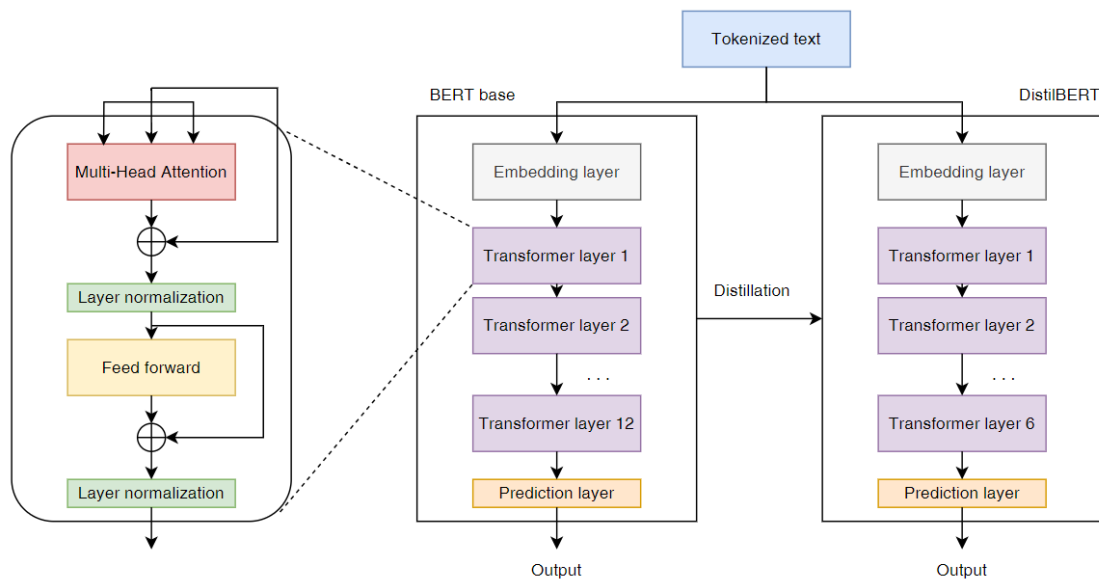 Tokenized text
BERT base
DistilBERT
Multi-Head Attention
Layer normalization
Feed forward
Layer normalization
Embedding layer
Transformer layer 1
Transformer layer 2
. . .
Transformer layer 12
Prediction layer
Output
Distillation
Embedding layer
Transformer layer 1
Transformer layer 2
. . .
Transformer layer 6
Prediction layer
Output